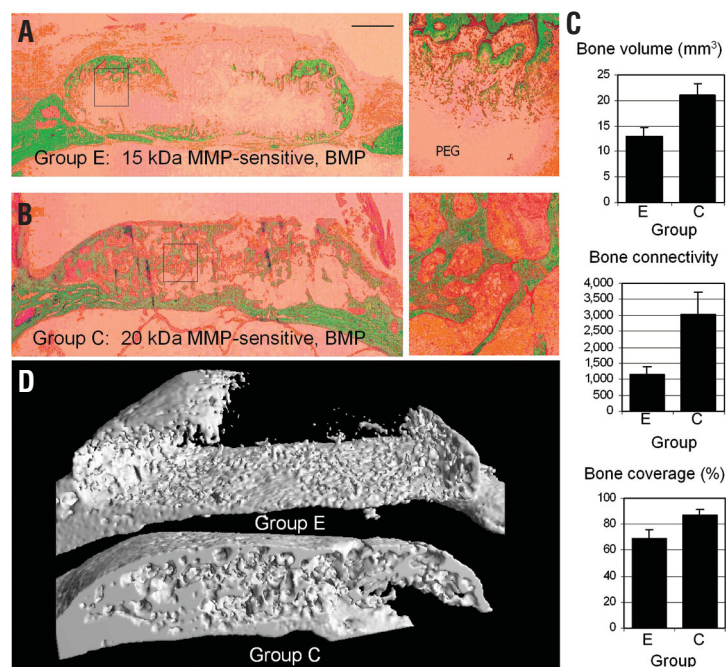 A
PEG
Group E: 15 kDa MMP-sensitive, BMP
B
Group C: 20 kDa MMP-sensitive, BMP
D
Group E
Group C
C
Bone volume (mm³)
25
20
15
10
5
0
E C
Group
Bone connectivity
4,000
3,500
3,000
2,500
2,000
1,500
1,000
500
0
E C
Group
Bone coverage (%)
100
80
60
40
20
0
E C
Group